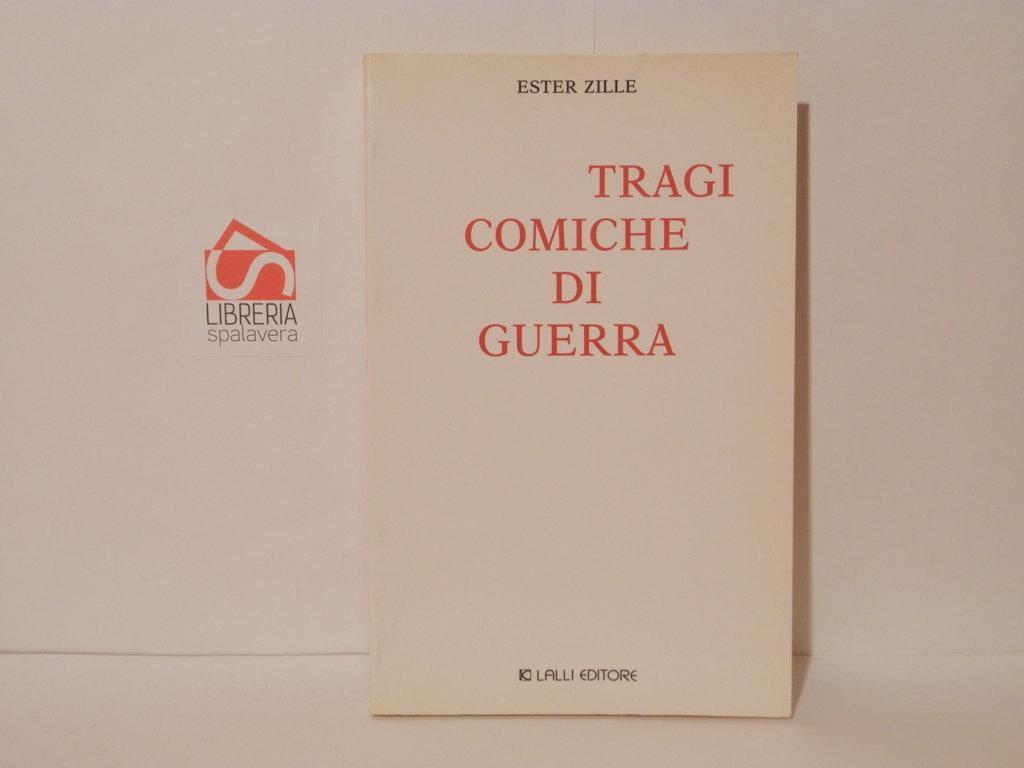 ESTER ZILLE
TRAGI
COMICHE
DI
GUERRA
LALLI EDITORE
LIBRERIA
spalavera